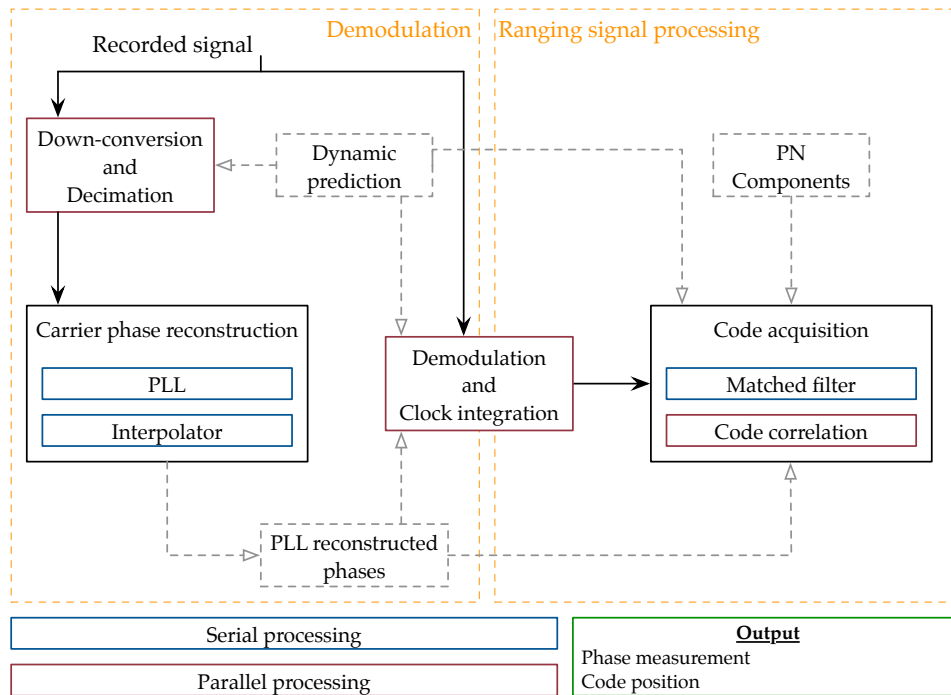 Demodulation
Ranging signal processing
Recorded signal
Down-conversion
and
Decimation
Dynamic
prediction
PN
Components
Carrier phase reconstruction
PLL
Interpolator
Demodulation
and
Clock integration
Code acquisition
Matched filter
Code correlation
PLL reconstructed
phases
Serial processing
Parallel processing
Output
Phase measurement
Code position